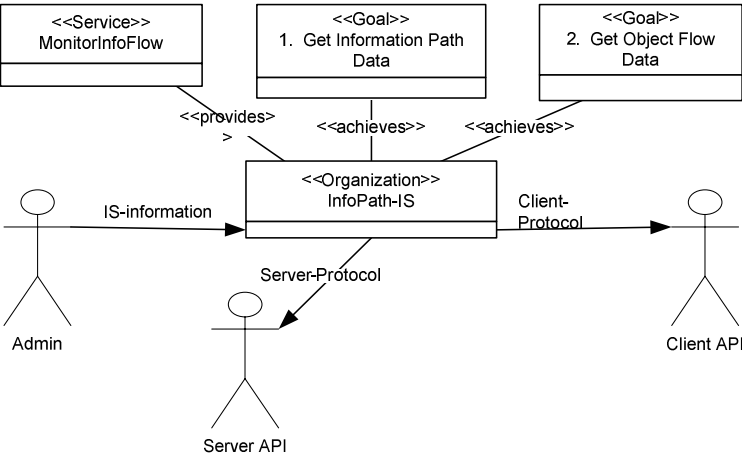 <<Service>>
MonitorInfoFlow
<<Goal>>
1. Get Information Path
Data
<<Goal>>
2. Get Object Flow
Data
<<provides>
>
<<achieves>>
<<achieves>>
<<Organization>>
InfoPath-IS
IS-information
Client-
Protocol
Server-Protocol
Admin
Client API
Server API